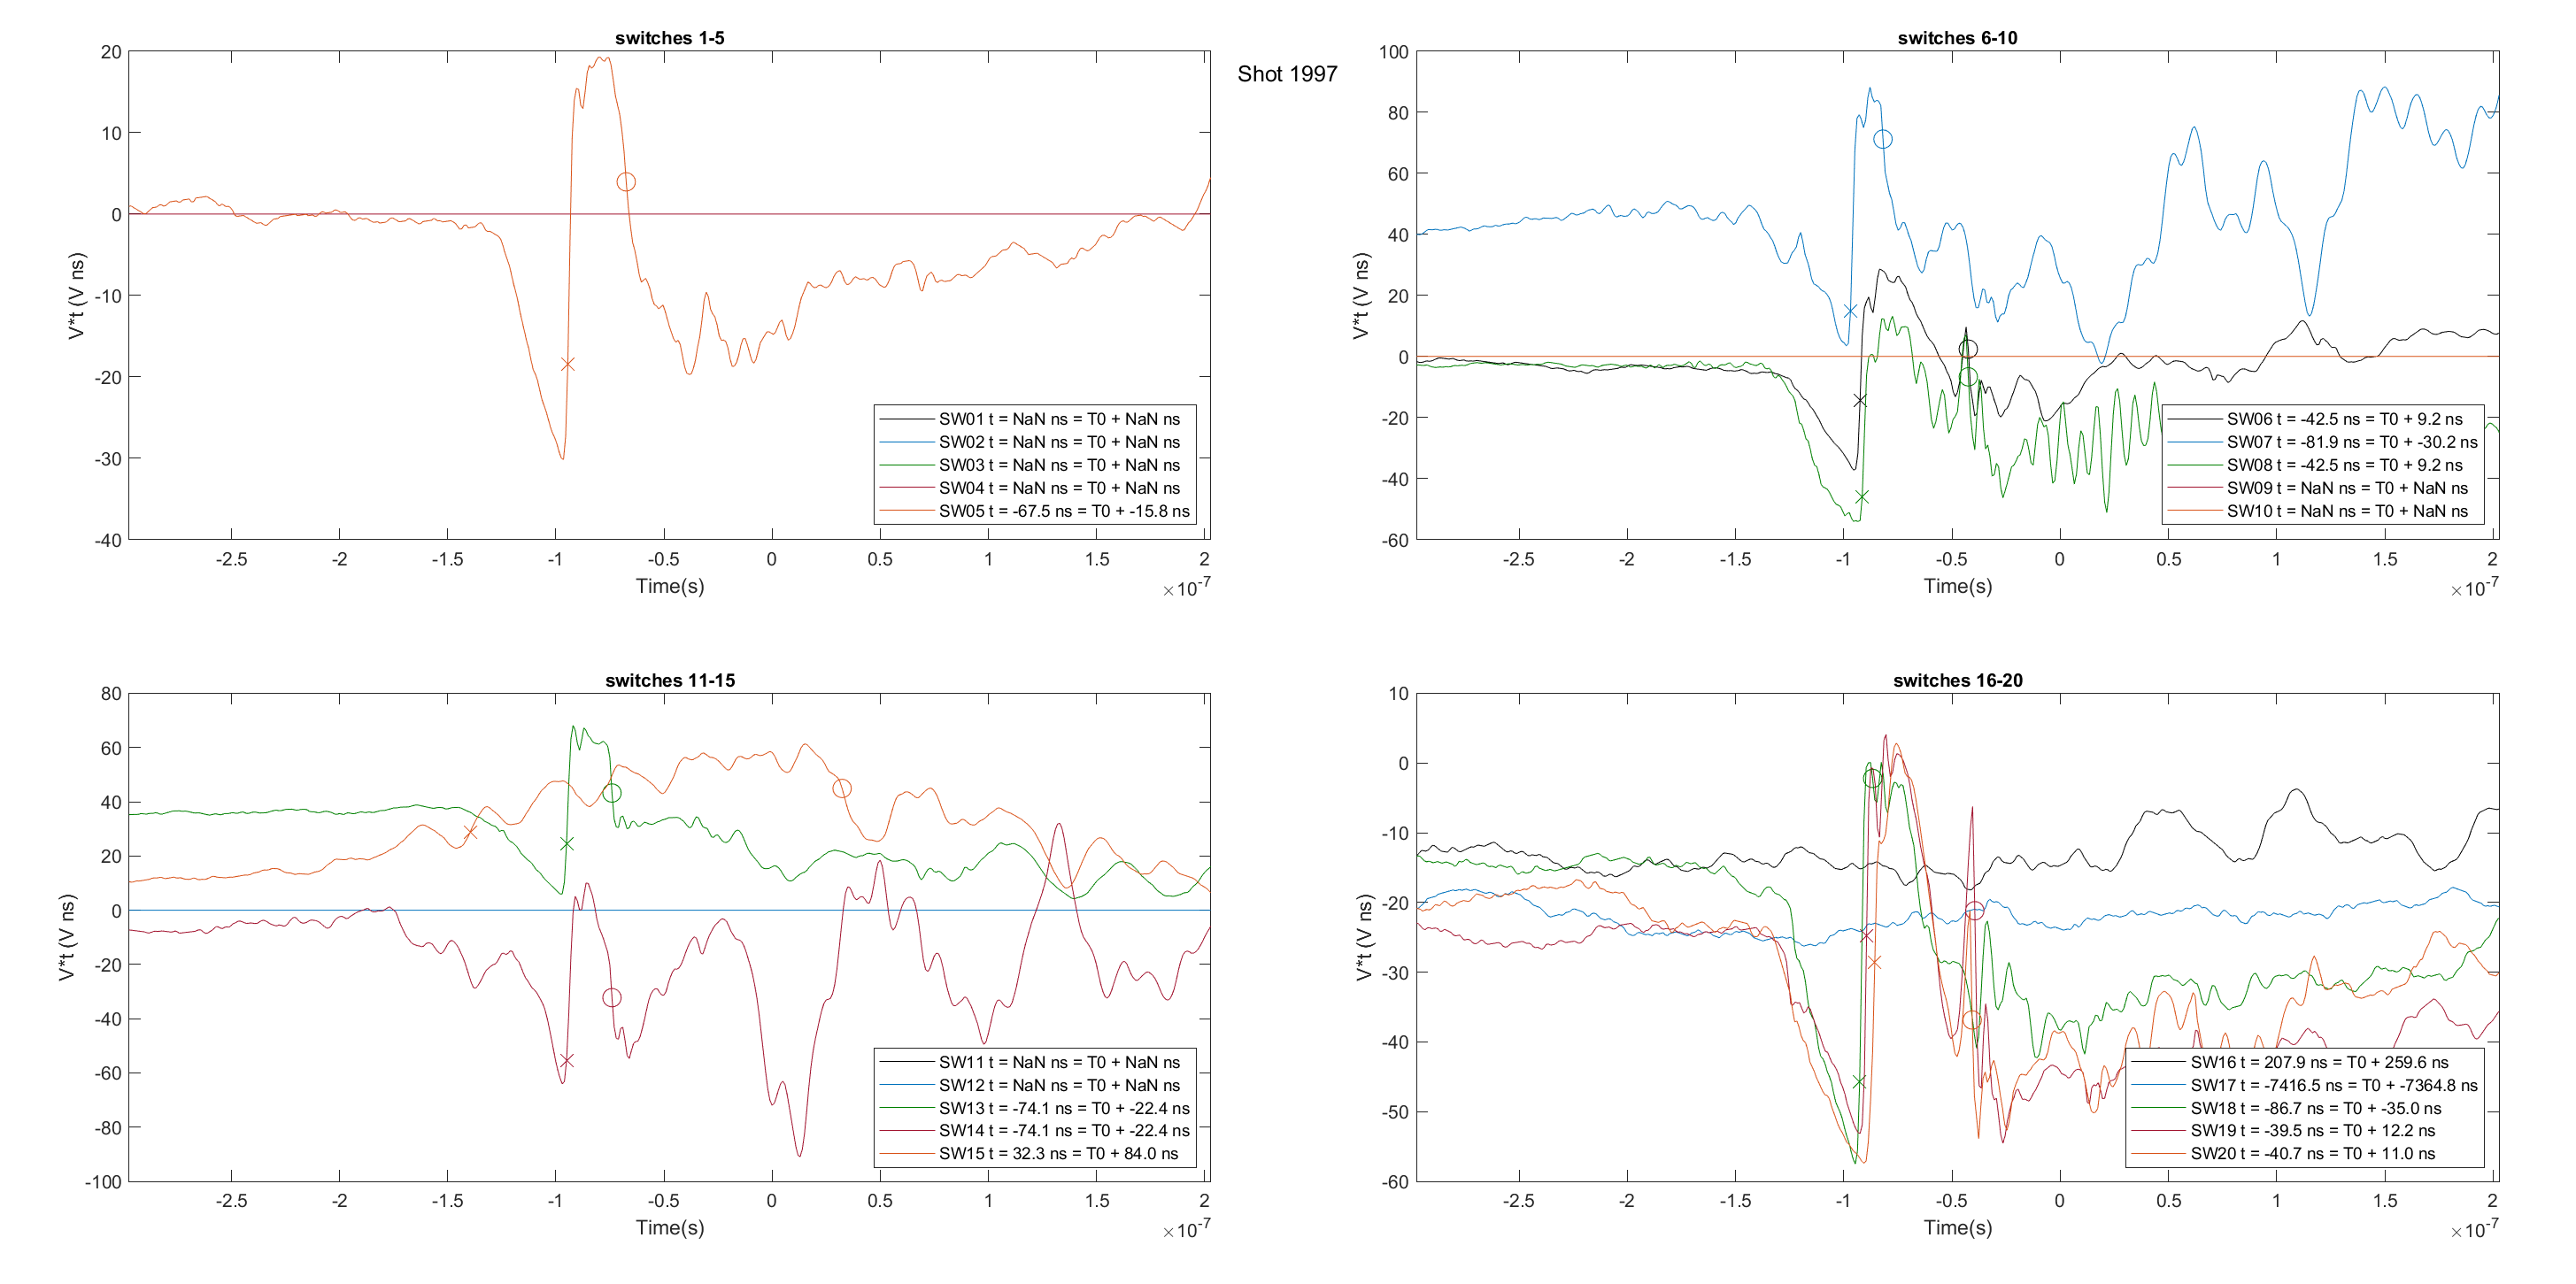 switches 1-5
20
10
0
-10
-20
-30
-40
V*t (V ns)
-2.5 -2 -1.5 -1 -0.5 0 0.5 1 1.5 2
Time(s)
×10-7
SW01 t = NaN ns = T0 + NaN ns
SW02 t = NaN ns = T0 + NaN ns
SW03 t = NaN ns = T0 + NaN ns
SW04 t = NaN ns = T0 + NaN ns
SW05 t = -67.5 ns = T0 + -15.8 ns
Shot 1997
switches 6-10
100
80
60
40
20
0
-20
-40
-60
V*t (V ns)
-2.5 -2 -1.5 -1 -0.5 0 0.5 1 1.5 2
Time(s)
×10-7
SW06 t = -42.5 ns = T0 + 9.2 ns
SW07 t = -81.9 ns = T0 + -30.2 ns
SW08 t = -42.5 ns = T0 + 9.2 ns
SW09 t = NaN ns = T0 + NaN ns
SW10 t = NaN ns = T0 + NaN ns
switches 11-15
80
60
40
20
0
-20
-40
-60
-80
-100
V*t (V ns)
-2.5 -2 -1.5 -1 -0.5 0 0.5 1 1.5 2
Time(s)
×10-7
SW11 t = NaN ns = T0 + NaN ns
SW12 t = NaN ns = T0 + NaN ns
SW13 t = -74.1 ns = T0 + -22.4 ns
SW14 t = -74.1 ns = T0 + -22.4 ns
SW15 t = 32.3 ns = T0 + 84.0 ns
switches 16-20
10
0
-10
-20
-30
-40
-50
-60
V*t (V ns)
-2.5 -2 -1.5 -1 -0.5 0 0.5 1 1.5 2
Time(s)
×10-7
SW16 t = 207.9 ns = T0 + 259.6 ns
SW17 t = -7416.5 ns = T0 + -7364.8 ns
SW18 t = -86.7 ns = T0 + -35.0 ns
SW19 t = -39.5 ns = T0 + 12.2 ns
SW20 t = -40.7 ns = T0 + 11.0 ns